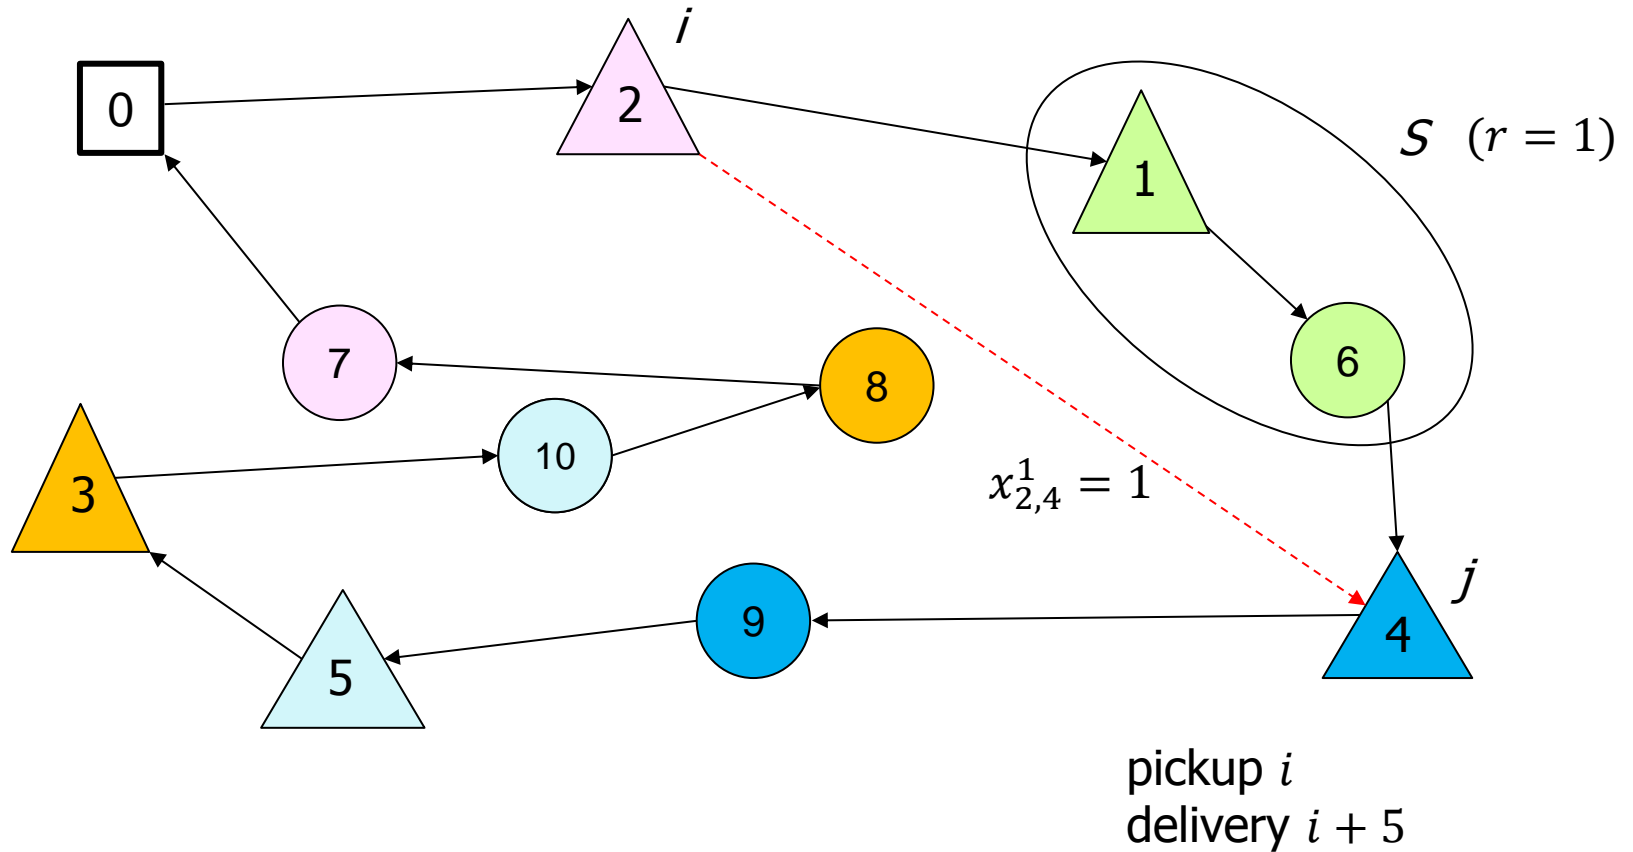 i
0
2
S (r = 1)
1
7
8
6
3
10
x^1_{2,4} = 1
j
9
4
5
pickup i
delivery i + 5